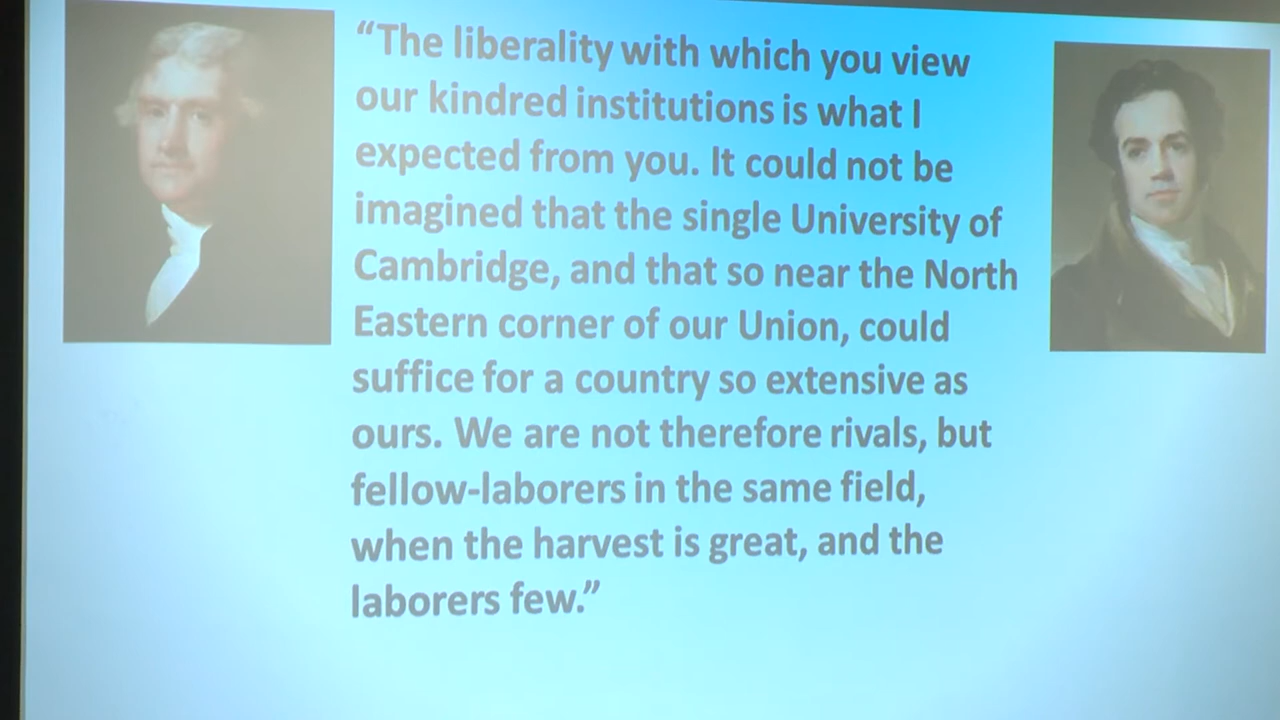 “The liberality with which you view
our kindred institutions is what I
expected from you. It could not be
imagined that the single University of
Cambridge, and that so near the North
Eastern corner of our Union, could
suffice for a country so extensive as
ours. We are not therefore rivals, but
fellow-laborers in the same field,
when the harvest is great, and the
laborers few.”